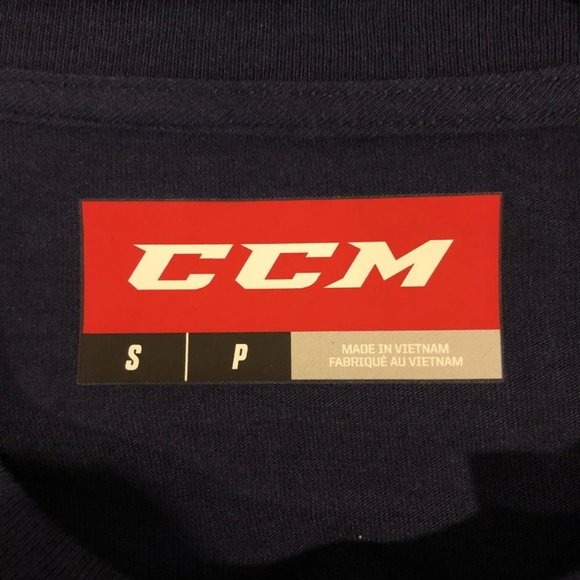 CCM
S P
MADE IN VIETNAM
FABRIQUÉ AU VIETNAM